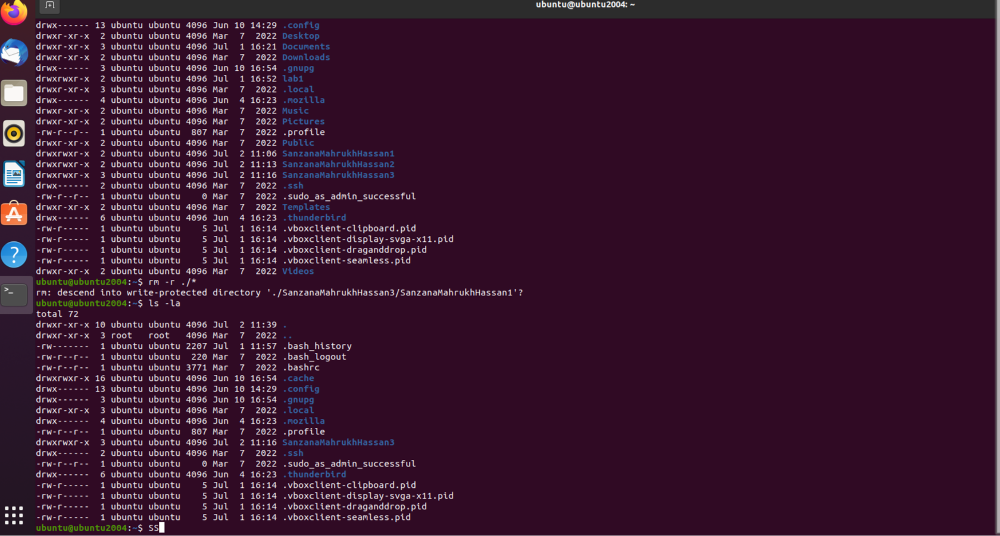 ubuntu@ubuntu2004: ~
drwx------ 13 ubuntu ubuntu 4096 Jun 10 14:29 .config
drwxr-xr-x  2 ubuntu ubuntu 4096 Mar  7  2022 Desktop
drwxr-xr-x  3 ubuntu ubuntu 4096 Jul  1 16:21 Documents
drwxr-xr-x  2 ubuntu ubuntu 4096 Mar  7  2022 Downloads
drwx------  3 ubuntu ubuntu 4096 Jun 10 16:54 .gnupg
drwxrwxr-x  2 ubuntu ubuntu 4096 Jul  1 16:52 lab1
drwxr-xr-x  3 ubuntu ubuntu 4096 Mar  7  2022 .local
drwx------  4 ubuntu ubuntu 4096 Jun  4 16:23 .mozilla
drwxr-xr-x  2 ubuntu ubuntu 4096 Mar  7  2022 Music
drwxr-xr-x  2 ubuntu ubuntu 4096 Mar  7  2022 Pictures
-rw-r--r--  1 ubuntu ubuntu  807 Mar  7  2022 .profile
drwxr-xr-x  2 ubuntu ubuntu 4096 Mar  7  2022 Public
drwxrwxr-x  2 ubuntu ubuntu 4096 Jul  2 11:06 SanzanaMahrukhHassan1
drwxrwxr-x  2 ubuntu ubuntu 4096 Jul  2 11:13 SanzanaMahrukhHassan2
drwxrwxr-x  3 ubuntu ubuntu 4096 Jul  2 11:16 SanzanaMahrukhHassan3
drwx------  2 ubuntu ubuntu 4096 Mar  7  2022 .ssh
-rw-r--r--  1 ubuntu ubuntu    0 Mar  7  2022 .sudo_as_admin_successful
drwxr-xr-x  2 ubuntu ubuntu 4096 Mar  7  2022 Templates
drwx------  6 ubuntu ubuntu 4096 Jun  4 16:23 .thunderbird
-rw-r-----  1 ubuntu ubuntu    5 Jul  1 16:14 .vboxclient-clipboard.pid
-rw-r-----  1 ubuntu ubuntu    5 Jul  1 16:14 .vboxclient-display-svga-x11.pid
-rw-r-----  1 ubuntu ubuntu    5 Jul  1 16:14 .vboxclient-draganddrop.pid
-rw-r-----  1 ubuntu ubuntu    5 Jul  1 16:14 .vboxclient-seamless.pid
drwxr-xr-x  2 ubuntu ubuntu 4096 Mar  7  2022 Videos
ubuntu@ubuntu2004:~$ rm -r ./*
rm: descend into write-protected directory './SanzanaMahrukhHassan3/SanzanaMahrukhHassan1'?
ubuntu@ubuntu2004:~$ ls -la
total 72
drwxr-xr-x 10 ubuntu ubuntu 4096 Jul  2 11:39 .
drwxr-xr-x  3 root   root   4096 Mar  7  2022 ..
-rw-------  1 ubuntu ubuntu 2207 Jul  1 11:57 .bash_history
-rw-r--r--  1 ubuntu ubuntu  220 Mar  7  2022 .bash_logout
-rw-r--r--  1 ubuntu ubuntu 3771 Mar  7  2022 .bashrc
drwxrwxr-x 16 ubuntu ubuntu 4096 Jun 10 16:54 .cache
drwx------ 13 ubuntu ubuntu 4096 Jun 10 14:29 .config
drwx------  3 ubuntu ubuntu 4096 Jun 10 16:54 .gnupg
drwxr-xr-x  3 ubuntu ubuntu 4096 Mar  7  2022 .local
drwx------  4 ubuntu ubuntu 4096 Jun  4 16:23 .mozilla
-rw-r--r--  1 ubuntu ubuntu  807 Mar  7  2022 .profile
drwxrwxr-x  3 ubuntu ubuntu 4096 Jul  2 11:16 SanzanaMahrukhHassan3
drwx------  2 ubuntu ubuntu 4096 Mar  7  2022 .ssh
-rw-r--r--  1 ubuntu ubuntu    0 Mar  7  2022 .sudo_as_admin_successful
drwx------  6 ubuntu ubuntu 4096 Jun  4 16:23 .thunderbird
-rw-r-----  1 ubuntu ubuntu    5 Jul  1 16:14 .vboxclient-clipboard.pid
-rw-r-----  1 ubuntu ubuntu    5 Jul  1 16:14 .vboxclient-display-svga-x11.pid
-rw-r-----  1 ubuntu ubuntu    5 Jul  1 16:14 .vboxclient-draganddrop.pid
-rw-r-----  1 ubuntu ubuntu    5 Jul  1 16:14 .vboxclient-seamless.pid
ubuntu@ubuntu2004:~$ SS